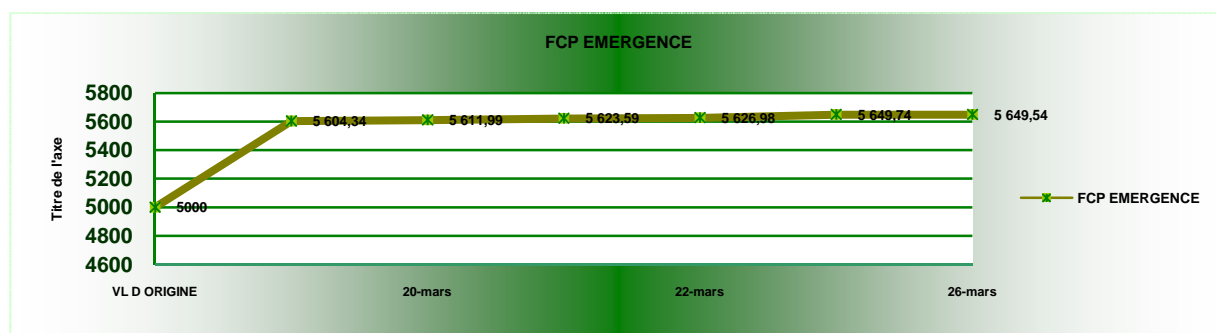 FCP EMERGENCE
Titre de l'axe
5800
5600
5400
5200
5000
4800
4600
5000
5 604,34
5 611,99
5 623,59
5 626,98
5 649,74
5 649,54
FCP EMERGENCE
VL D ORIGINE
20-mars
22-mars
26-mars